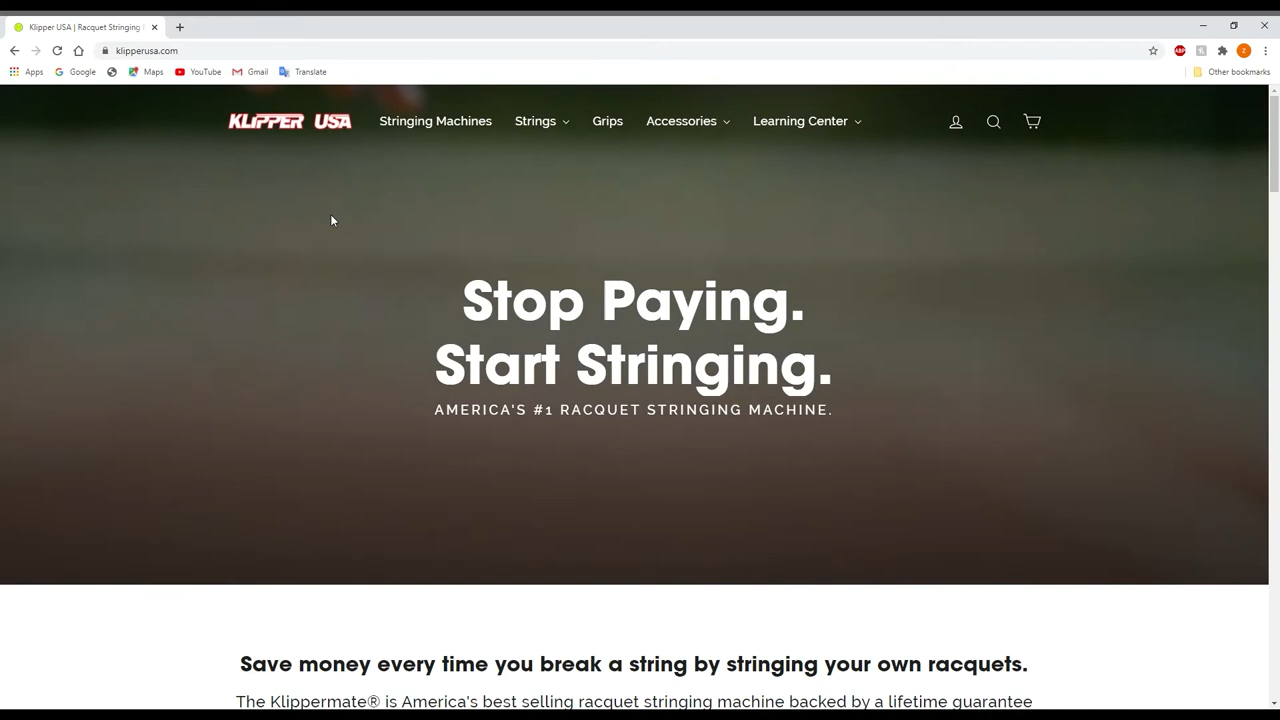 Klipper USA | Racquet Stringing
klipperusa.com
Apps Google Maps YouTube Gmail Translate Other bookmarks
ABP
Z
KLIPPER USA Stringing Machines Strings Grips Accessories Learning Center
Stop Paying.
Start Stringing.
AMERICA'S #1 RACQUET STRINGING MACHINE.
Save money every time you break a string by stringing your own racquets.
The Klippermate® is America's best selling racquet stringing machine backed by a lifetime guarantee